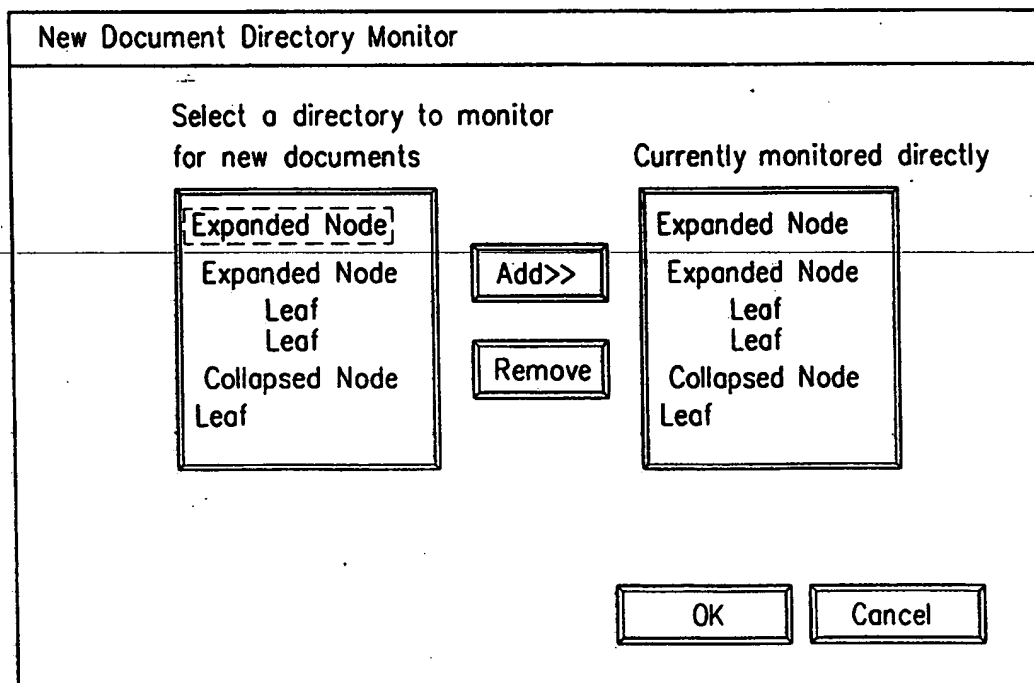 New Document Directory Monitor
Select a directory to monitor
for new documents
Currently monitored directly
Expanded Node
Expanded Node
Leaf
Leaf
Collapsed Node
Leaf
Add>>
Remove
Expanded Node
Expanded Node
Leaf
Leaf
Collapsed Node
Leaf
OK
Cancel